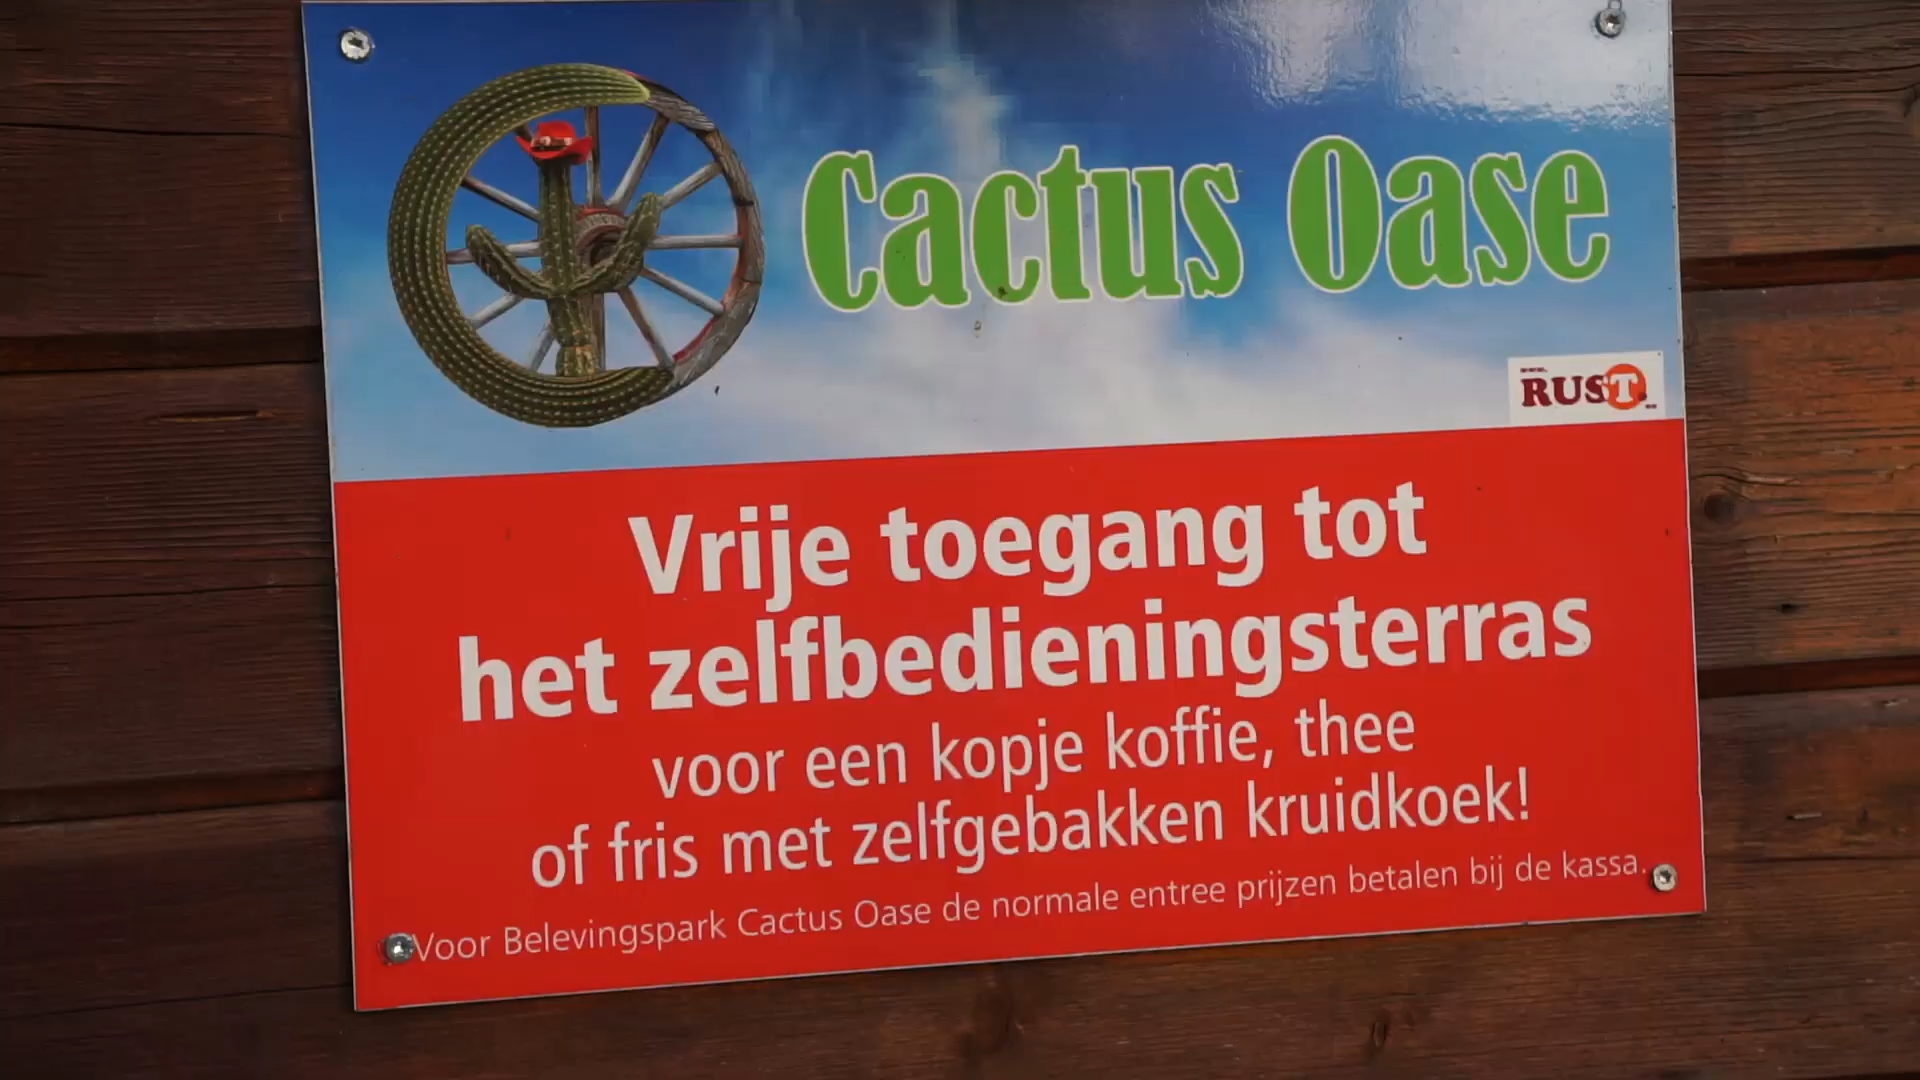 Cactus Oase
RUST.
Vrije toegang tot
het zelfbedieningsterras
voor een kopje koffie, thee
of fris met zelfgebakken kruidkoek!
Voor Belevingspark Cactus Oase de normale entree prijzen betalen bij de kassa.